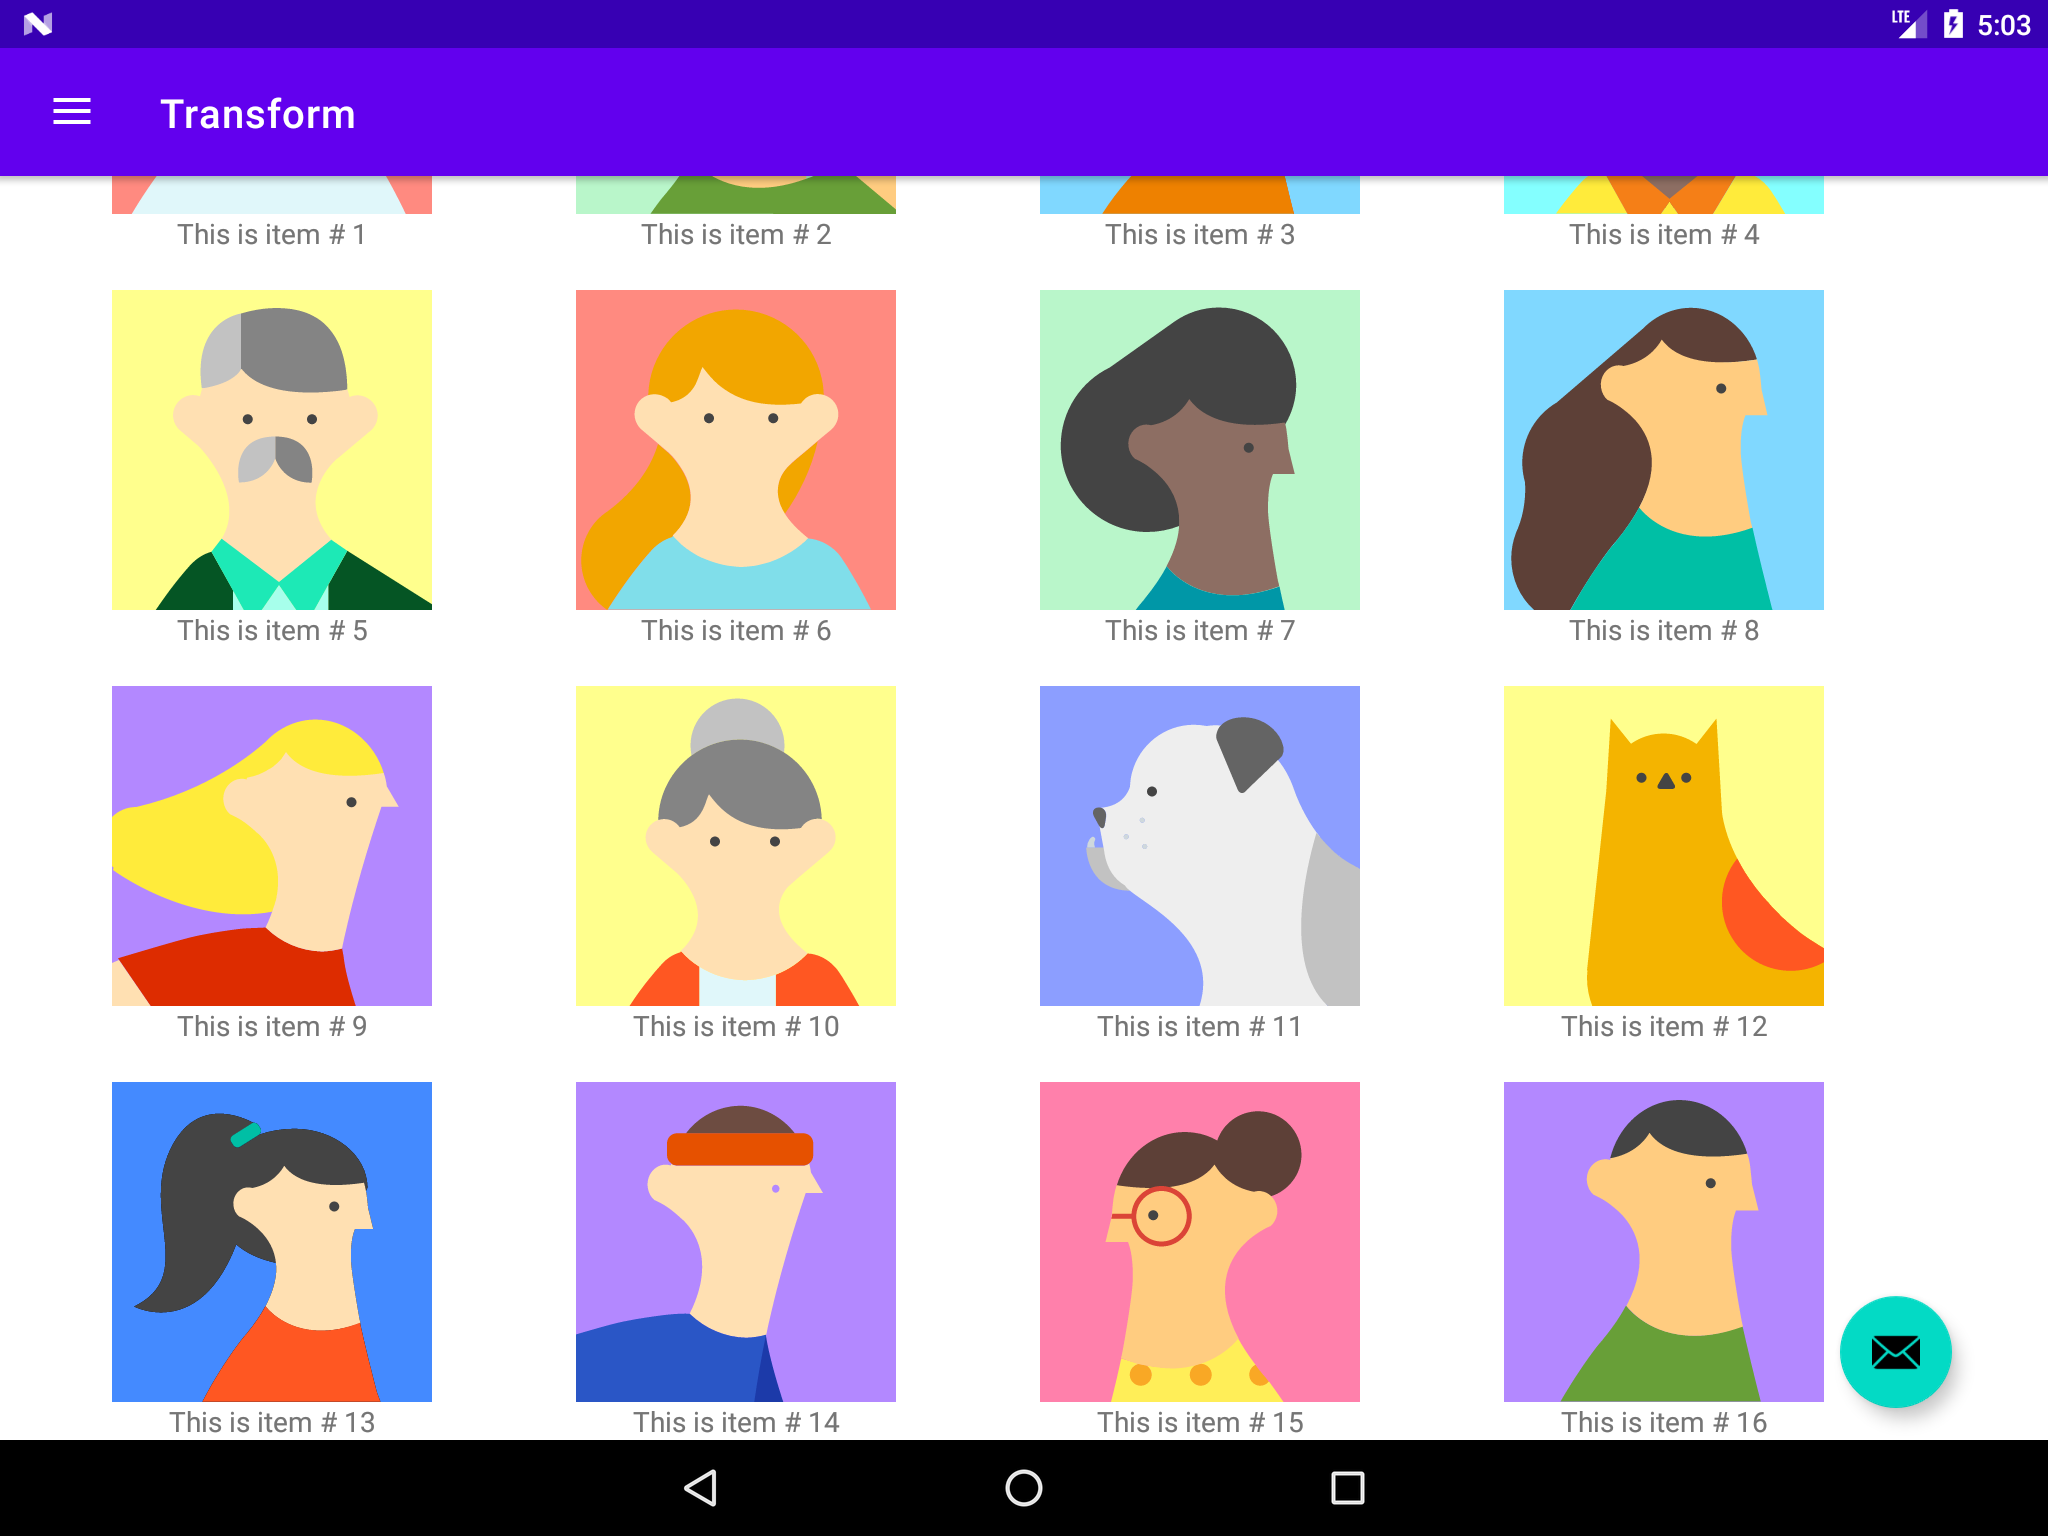 LTE 5:03
Transform
This is item # 1
This is item # 2
This is item # 3
This is item # 4
This is item # 5
This is item # 6
This is item # 7
This is item # 8
This is item # 9
This is item # 10
This is item # 11
This is item # 12
This is item # 13
This is item # 14
This is item # 15
This is item # 16